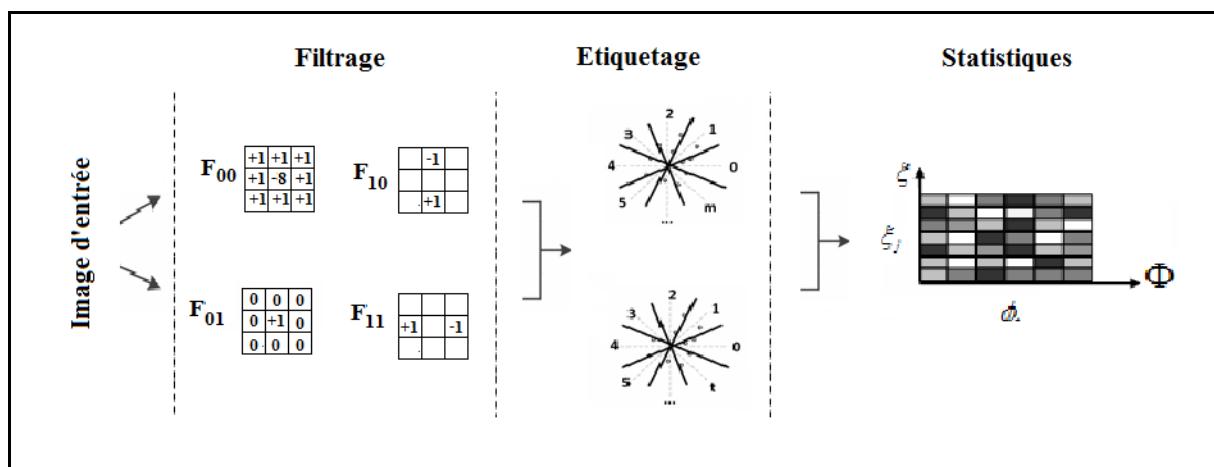 Filtrage
Etiquetage
Statistiques
Image d'entrée
F00
+1 +1 +1
+1 -8 +1
+1 +1 +1
F10
-1
+1
F01
0 0 0
0 +1 0
0 0 0
F11
+1 -1
2
3 1
4 0
5 m
...
2
3 1
4 0
5 t
...
Φ